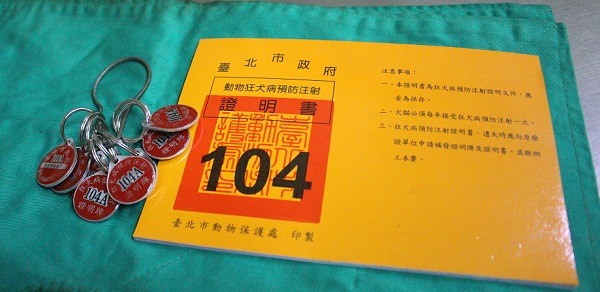 臺北市政府
動物狂犬病預防注射
證明書
104
臺北市動物保護處 印製
注意事項：
一、本證明書為狂犬病預防注射證明文件，應
妥為保存。
二、犬貓必須每年接受狂犬病預防注射一次。
三、狂犬病預防注射證明書，遺失時應向原發
證單位申請補發證明牌及證明書。並繳納
工本費。
104A
證明牌
104A
證明牌